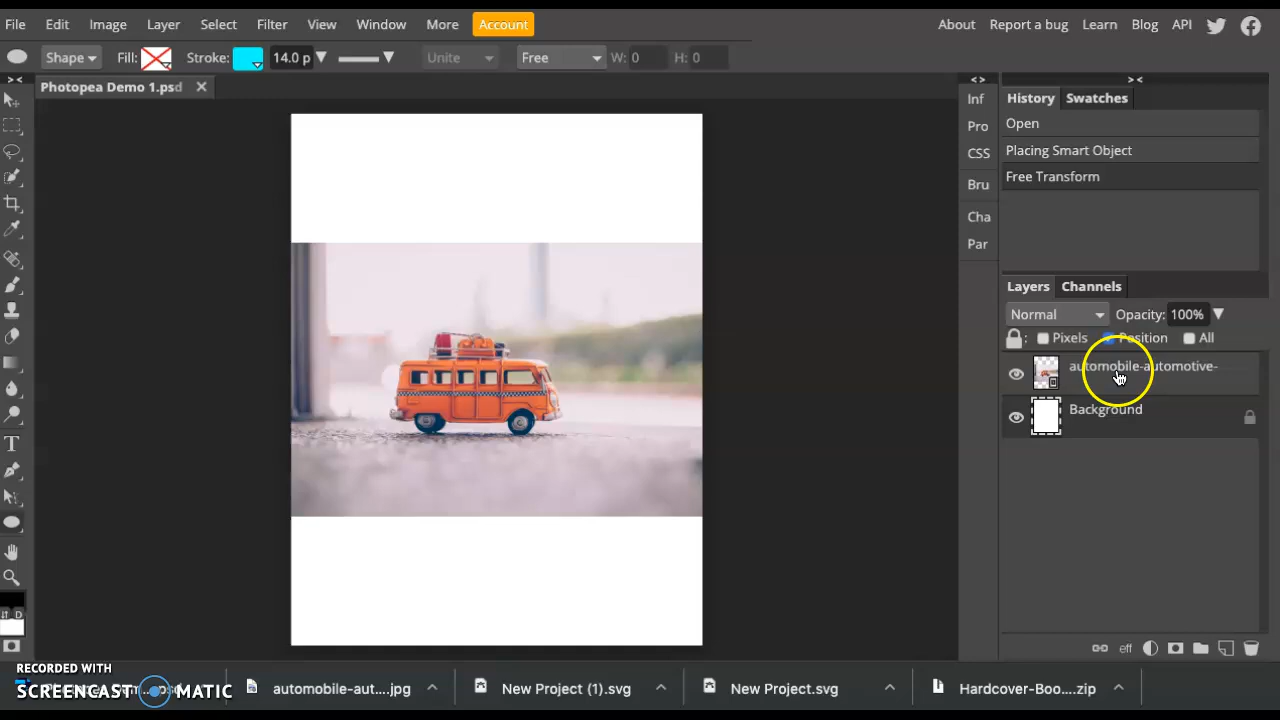 File Edit Image Layer Select Filter View Window More Account About Report a bug Learn Blog API
Shape Fill: Stroke: 14.0 p Unite Free W: 0 H: 0
Photopea Demo 1.psd
Inf
Pro
CSS
Bru
Cha
Par
History Swatches
Open
Placing Smart Object
Free Transform
Layers Channels
Normal Opacity: 100%
: Pixels Position All
automobile-automotive-
Background
eff
D
RECORDED WITH
SCREENCAST MATIC
automobile-aut....jpg New Project (1).svg New Project.svg Hardcover-Boo....zip